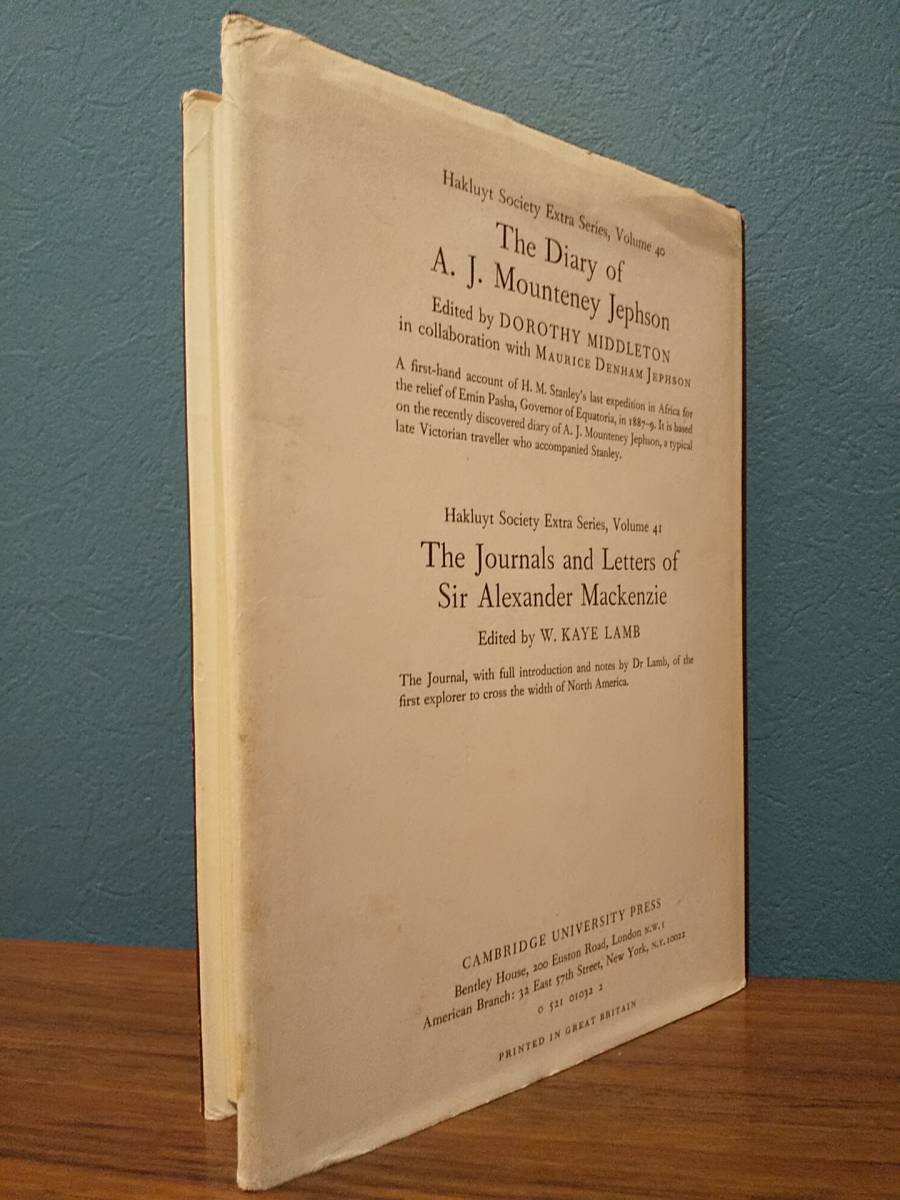 Hakluyt Society Extra Series, Volume 40
The Diary of
A. J. Mounteney Jephson
Edited by DOROTHY MIDDLETON
in collaboration with MAURICE DENHAM JEPHSON
A first-hand account of H. M. Stanley's last expedition in Africa for
the relief of Emin Pasha, Governor of Equatoria, in 1887-9. It is based
on the recently discovered diary of A. J. Mounteney Jephson, a typical
late Victorian traveller who accompanied Stanley.
Hakluyt Society Extra Series, Volume 41
The Journals and Letters of
Sir Alexander Mackenzie
Edited by W. KAYE LAMB
The Journal, with full introduction and notes by Dr Lamb, of the
first explorer to cross the width of North America.
CAMBRIDGE UNIVERSITY PRESS
Bentley House, 200 Euston Road, London N.W.1
American Branch: 32 East 57th Street, New York, N.Y.10022
0 521 01032 2
PRINTED IN GREAT BRITAIN